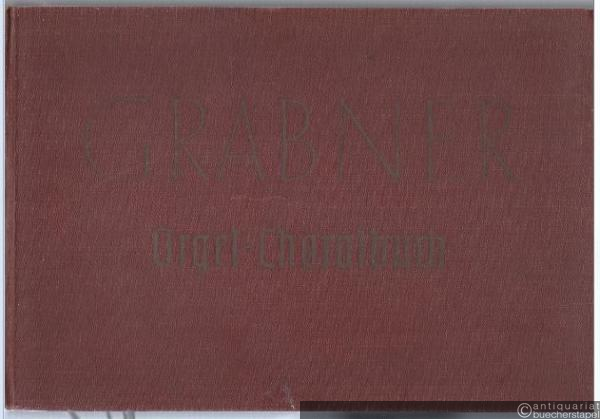 GRABNER
Orgel-Choralbuch
©antiquariat
buecherstapel